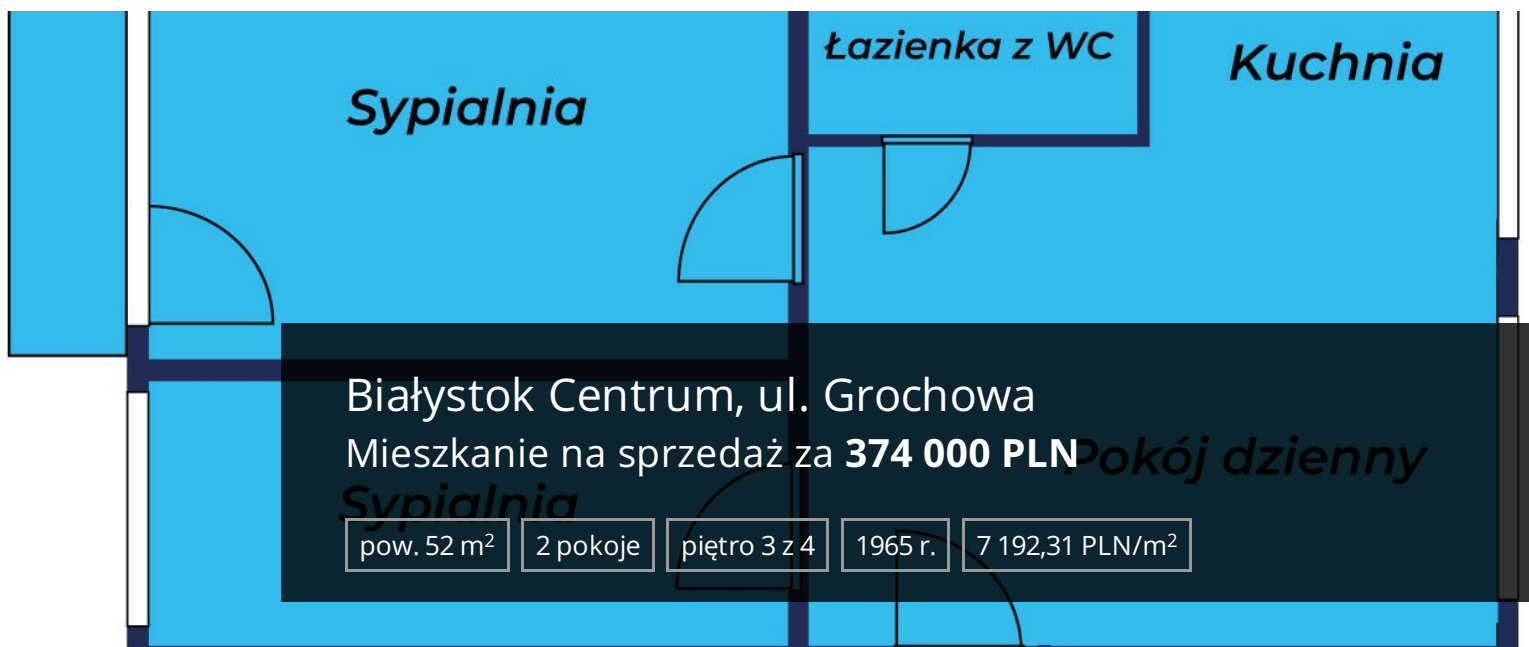 Łazienka z WC
Kuchnia
Sypialnia
Białystok Centrum, ul. Grochowa
Mieszkanie na sprzedaż za 374 000 PLN
Pokój dzienny
Sypialnia
pow. 52 m²
2 pokoje
piętro 3 z 4
1965 r.
7 192,31 PLN/m²